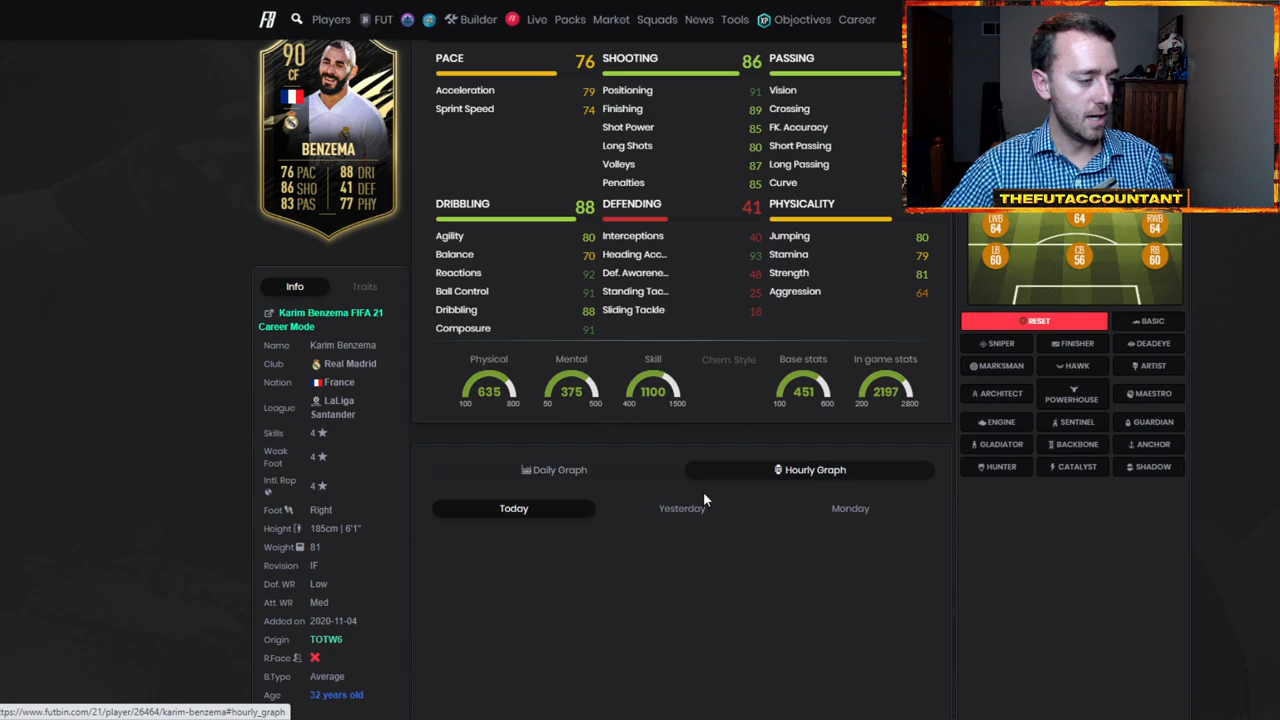 F8 Players FUT Builder Live Packs Market Squads News Tools XP Objectives Career
THEFUTACCOUNTANT
90
CF
BENZEMA
76 PAC 88 DRI
86 SHO 41 DEF
83 PAS 77 PHY
PACE 76
Acceleration 79
Sprint Speed 74
SHOOTING 86
Positioning 91
Finishing 89
Shot Power 85
Long Shots 80
Volleys 87
Penalties 85
PASSING
Vision
Crossing
FK. Accuracy
Short Passing
Long Passing
Curve
DRIBBLING 88
Agility 80
Balance 70
Reactions 92
Ball Control 91
Dribbling 88
Composure 91
DEFENDING 41
Interceptions 40
Heading Acc... 93
Def. Awarene... 48
Standing Tac... 25
Sliding Tackle 18
PHYSICALITY
Jumping 80
Stamina 79
Strength 81
Aggression 64
Physical
635
100 800
Mental
375
50 500
Skill
1100
400 1500
Chem. Style
Base stats
451
100 600
In game stats
2197
200 2800
Daily Graph Hourly Graph
Today Yesterday Monday
Info Traits
Karim Benzema FIFA 21
Career Mode
Name Karim Benzema
Club Real Madrid
Nation France
League LaLiga
Santander
Skills 4
Weak
Foot 4
Intl. Rep 4
Foot Right
Height 185cm | 6'1"
Weight 81
Revision IF
Def. WR Low
Att. WR Med
Added on 2020-11-04
Origin TOTW6
R.Face
B.Type Average
Age 32 years old
LWB
64
64
RWB
64
LB
60
CB
56
RB
60
RESET BASIC
SNIPER FINISHER DEADEYE
MARKSMAN HAWK ARTIST
ARCHITECT POWERHOUSE MAESTRO
ENGINE SENTINEL GUARDIAN
GLADIATOR BACKBONE ANCHOR
HUNTER CATALYST SHADOW
ttps://www.futbin.com/21/player/26464/karim-benzema#hourly_graph